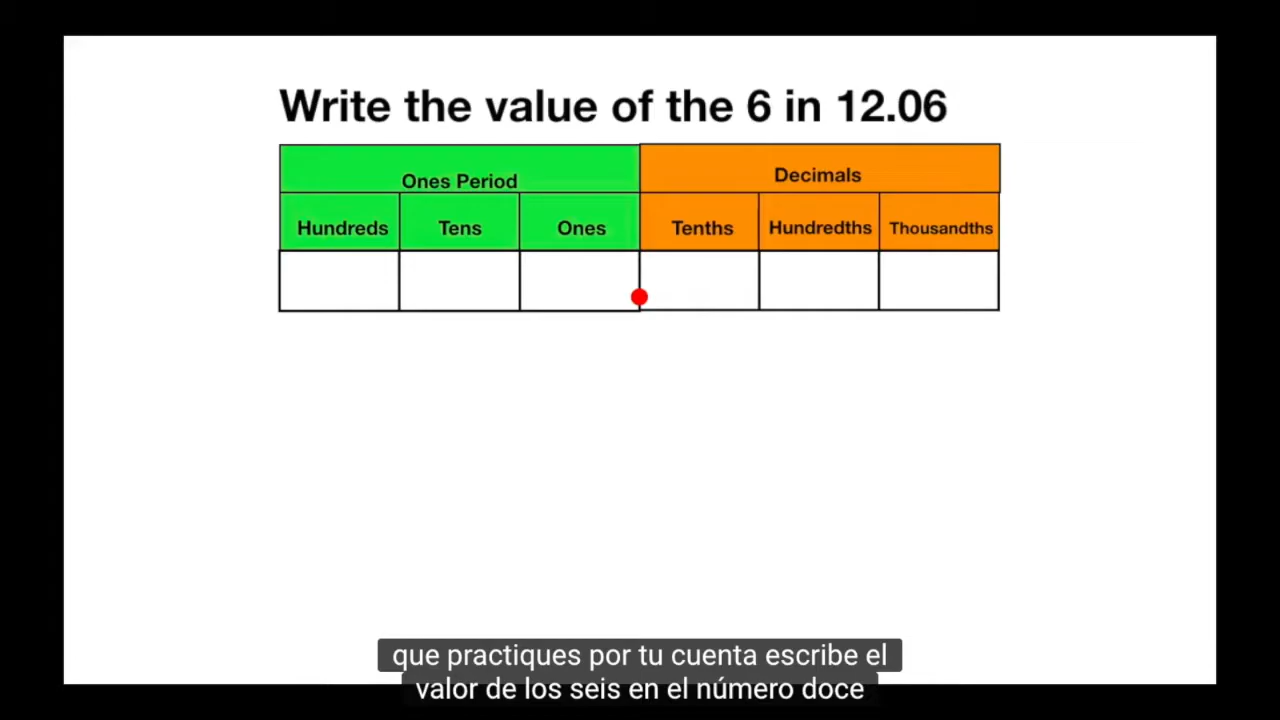 Write the value of the 6 in 12.06
Ones Period Decimals
Hundreds Tens Ones Tenths Hundredths Thousandths
que practiques por tu cuenta escribe el
valor de los seis en el número doce